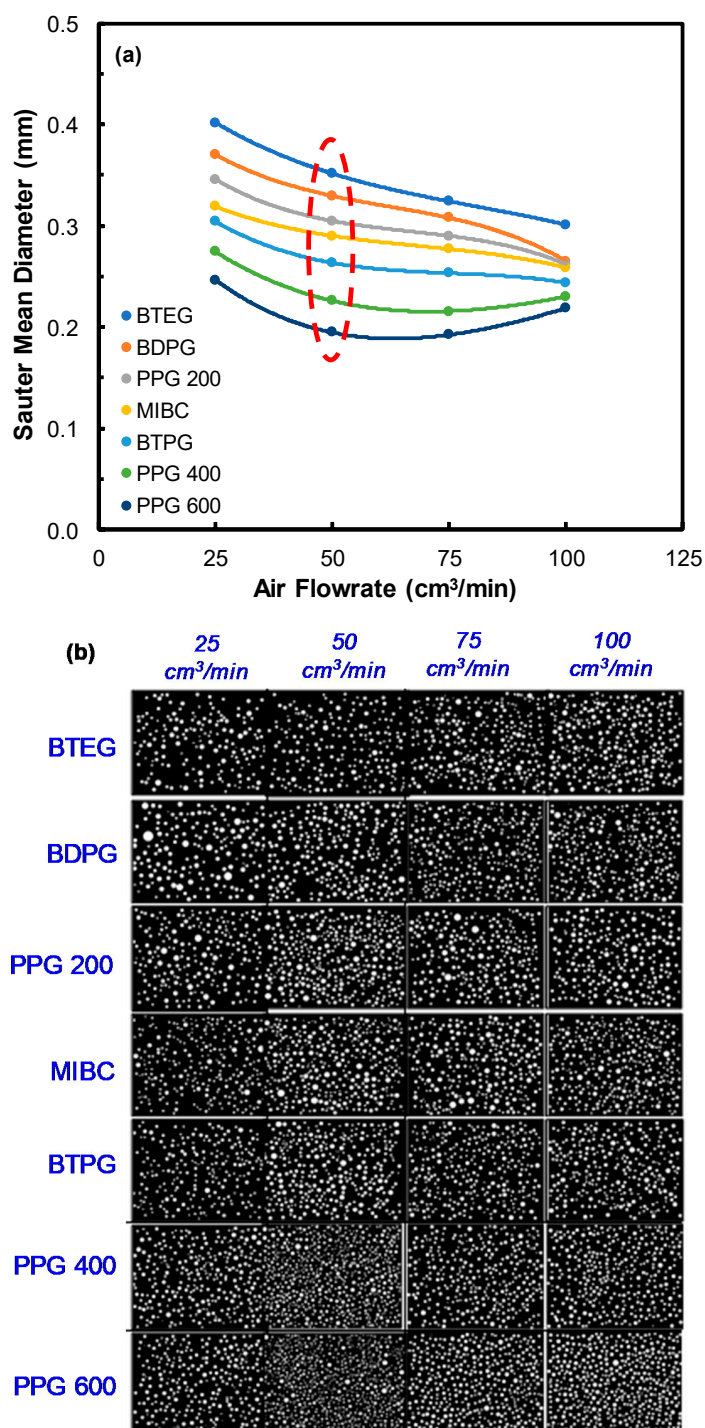 0.5
(a)
0.4
0.3
0.2
0.1
0.0
Sauter Mean Diameter (mm)
BTEG
BDPG
PPG 200
MIBC
BTPG
PPG 400
PPG 600
0 25 50 75 100 125
Air Flowrate (cm³/min)
(b)
25 50 75 100
cm³/min cm³/min cm³/min cm³/min
BTEG
BDPG
PPG 200
MIBC
BTPG
PPG 400
PPG 600